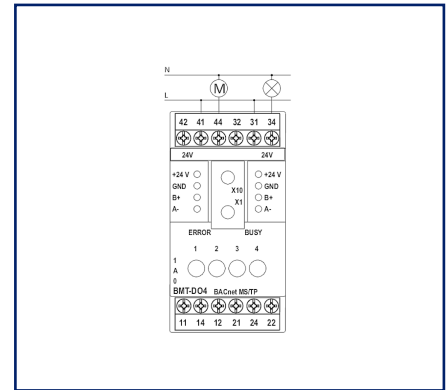 N
L
42 41 44 32 31 34
24V 24V
+24 V +24 V
GND GND
B+ B+
A- A-
X10
X1
ERROR BUSY
1 2 3 4
1
A
0
BMT-DO4 BACnet MS/TP
11 14 12 21 24 22
M